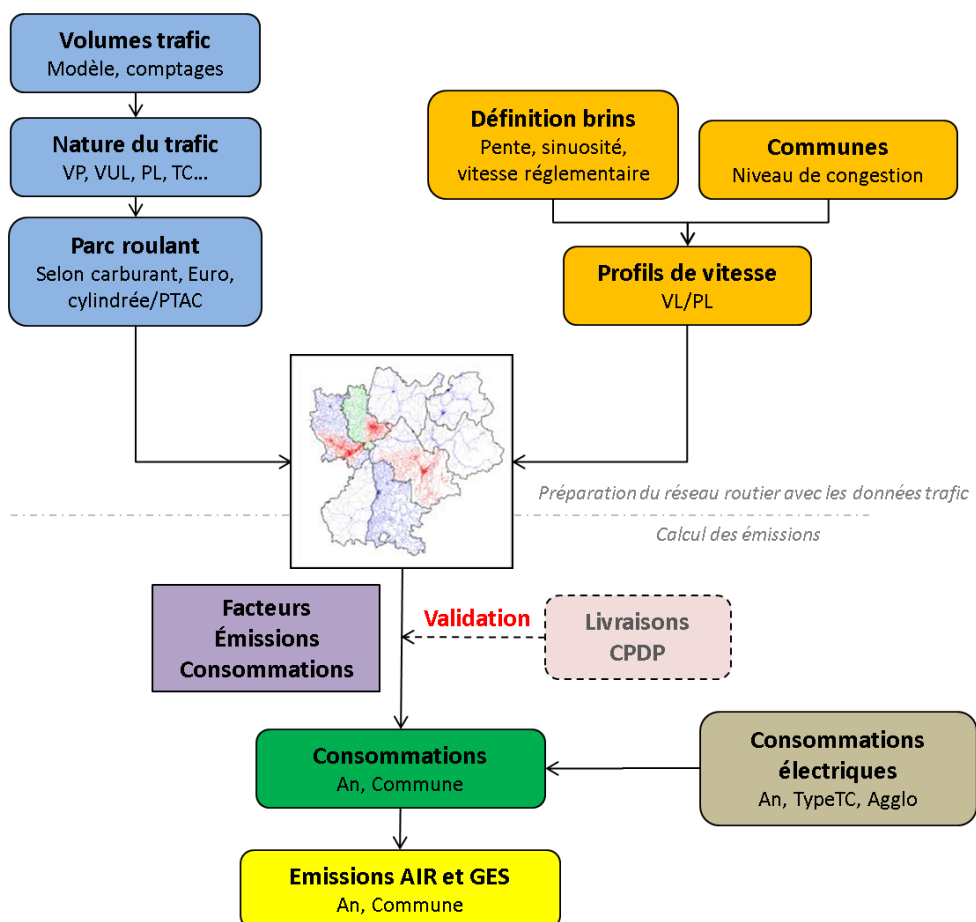 Volumes trafic
Modèle, comptages
Nature du trafic
VP, VUL, PL, TC...
Parc roulant
Selon carburant, Euro,
cylindrée/PTAC
Définition brins
Pente, sinuosité,
vitesse réglementaire
Communes
Niveau de congestion
Profils de vitesse
VL/PL
Préparation du réseau routier avec les données trafic
Calcul des émissions
Facteurs
Émissions
Consommations
Validation
Livraisons
CPDP
Consommations
An, Commune
Consommations
électriques
An, TypeTC, Agglo
Emissions AIR et GES
An, Commune